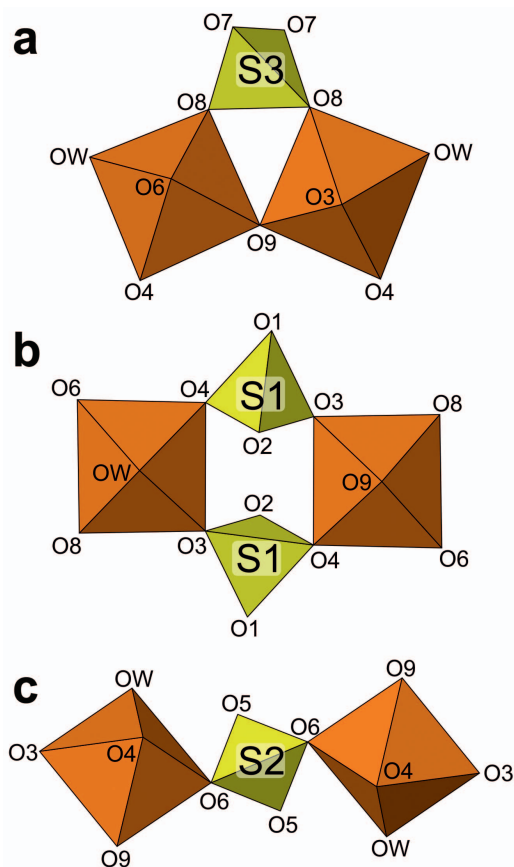 a
O7 O7
S3
O8 O8
OW OW
O6 O3
O9
O4 O4
b
O1
O6 O4 S1 O3 O8
O2
OW O9
O2
O8 O3 S1 O4 O6
O1
c
OW O5 O6 O9
O3 O4 S2 O4 O3
O6 O5
O9 OW